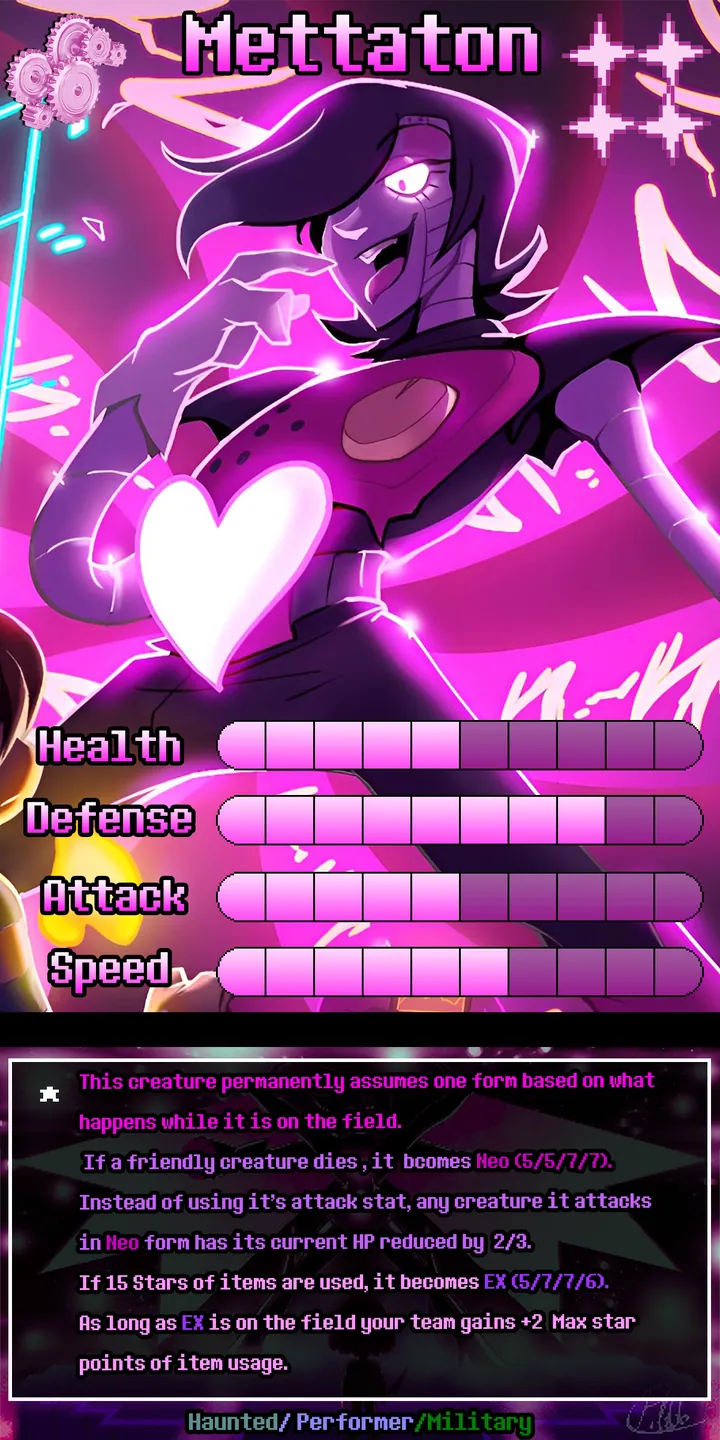 Mettaton
Health
Defense
Attack
Speed
This creature permanently assumes one form based on what
happens while it is on the field.
If a friendly creature dies , it bcomes Neo (5/5/7/7).
Instead of using it's attack stat, any creature it attacks
in Neo form has its current HP reduced by 2/3.
If 15 Stars of items are used, it becomes EX (5/7/7/6).
As long as EX is on the field your team gains +2 Max star
points of item usage.
Haunted/ Performer/Military